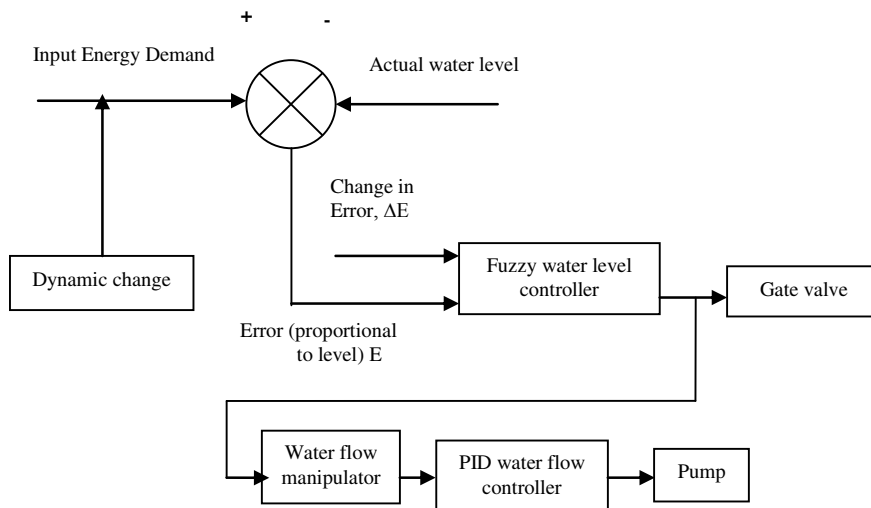 + -
Input Energy Demand
Actual water level
Change in
Error, ΔE
Dynamic change
Fuzzy water level
controller
Gate valve
Error (proportional
to level) E
Water flow
manipulator
PID water flow
controller
Pump